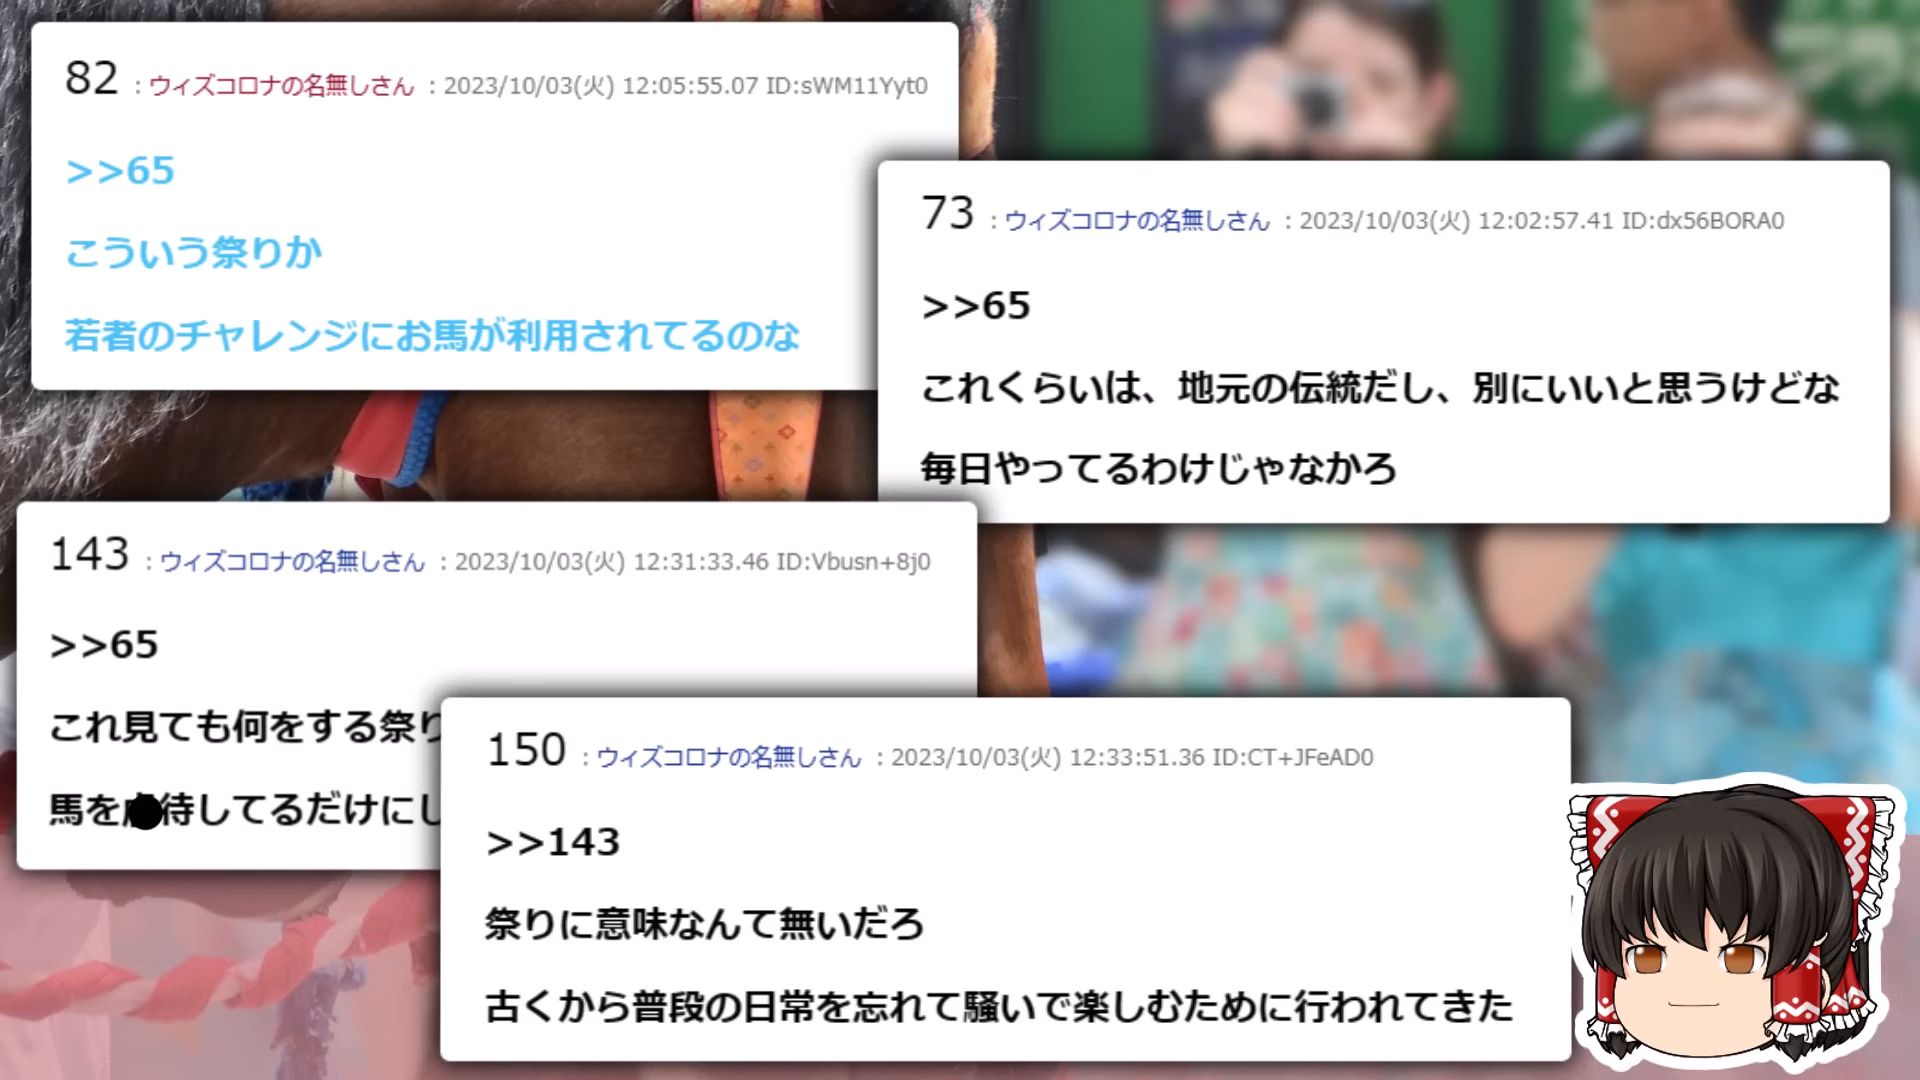 82 : ウィズコロナの名無しさん : 2023/10/03(火) 12:05:55.07 ID:sWM11Yyt0
>>65
こういう祭りか
若者のチャレンジにお馬が利用されてるのな
73 : ウィズコロナの名無しさん : 2023/10/03(火) 12:02:57.41 ID:dx56BORA0
>>65
これくらいは、地元の伝統だし、別にいいと思うけどな
毎日やってるわけじゃなかろ
143 : ウィズコロナの名無しさん : 2023/10/03(火) 12:31:33.46 ID:Vbusn+8j0
>>65
これ見ても何をする祭り
馬を●待してるだけにし
150 : ウィズコロナの名無しさん : 2023/10/03(火) 12:33:51.36 ID:CT+JFeAD0
>>143
祭りに意味なんて無いだろ
古くから普段の日常を忘れて騒いで楽しむために行われてきた